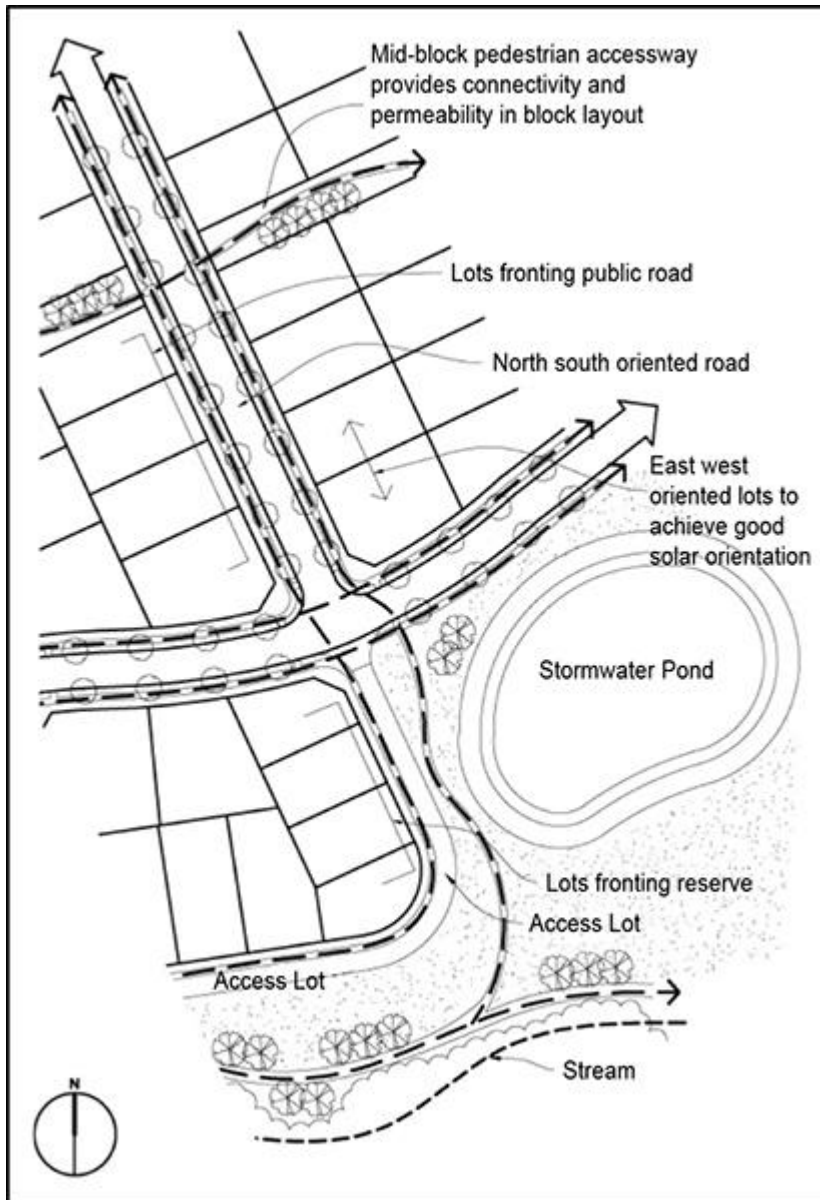 Mid-block pedestrian accessway
provides connectivity and
permeability in block layout
Lots fronting public road
North south oriented road
East west
oriented lots to
achieve good
solar orientation
Stormwater Pond
Lots fronting reserve
Access Lot
Access Lot
Stream
N